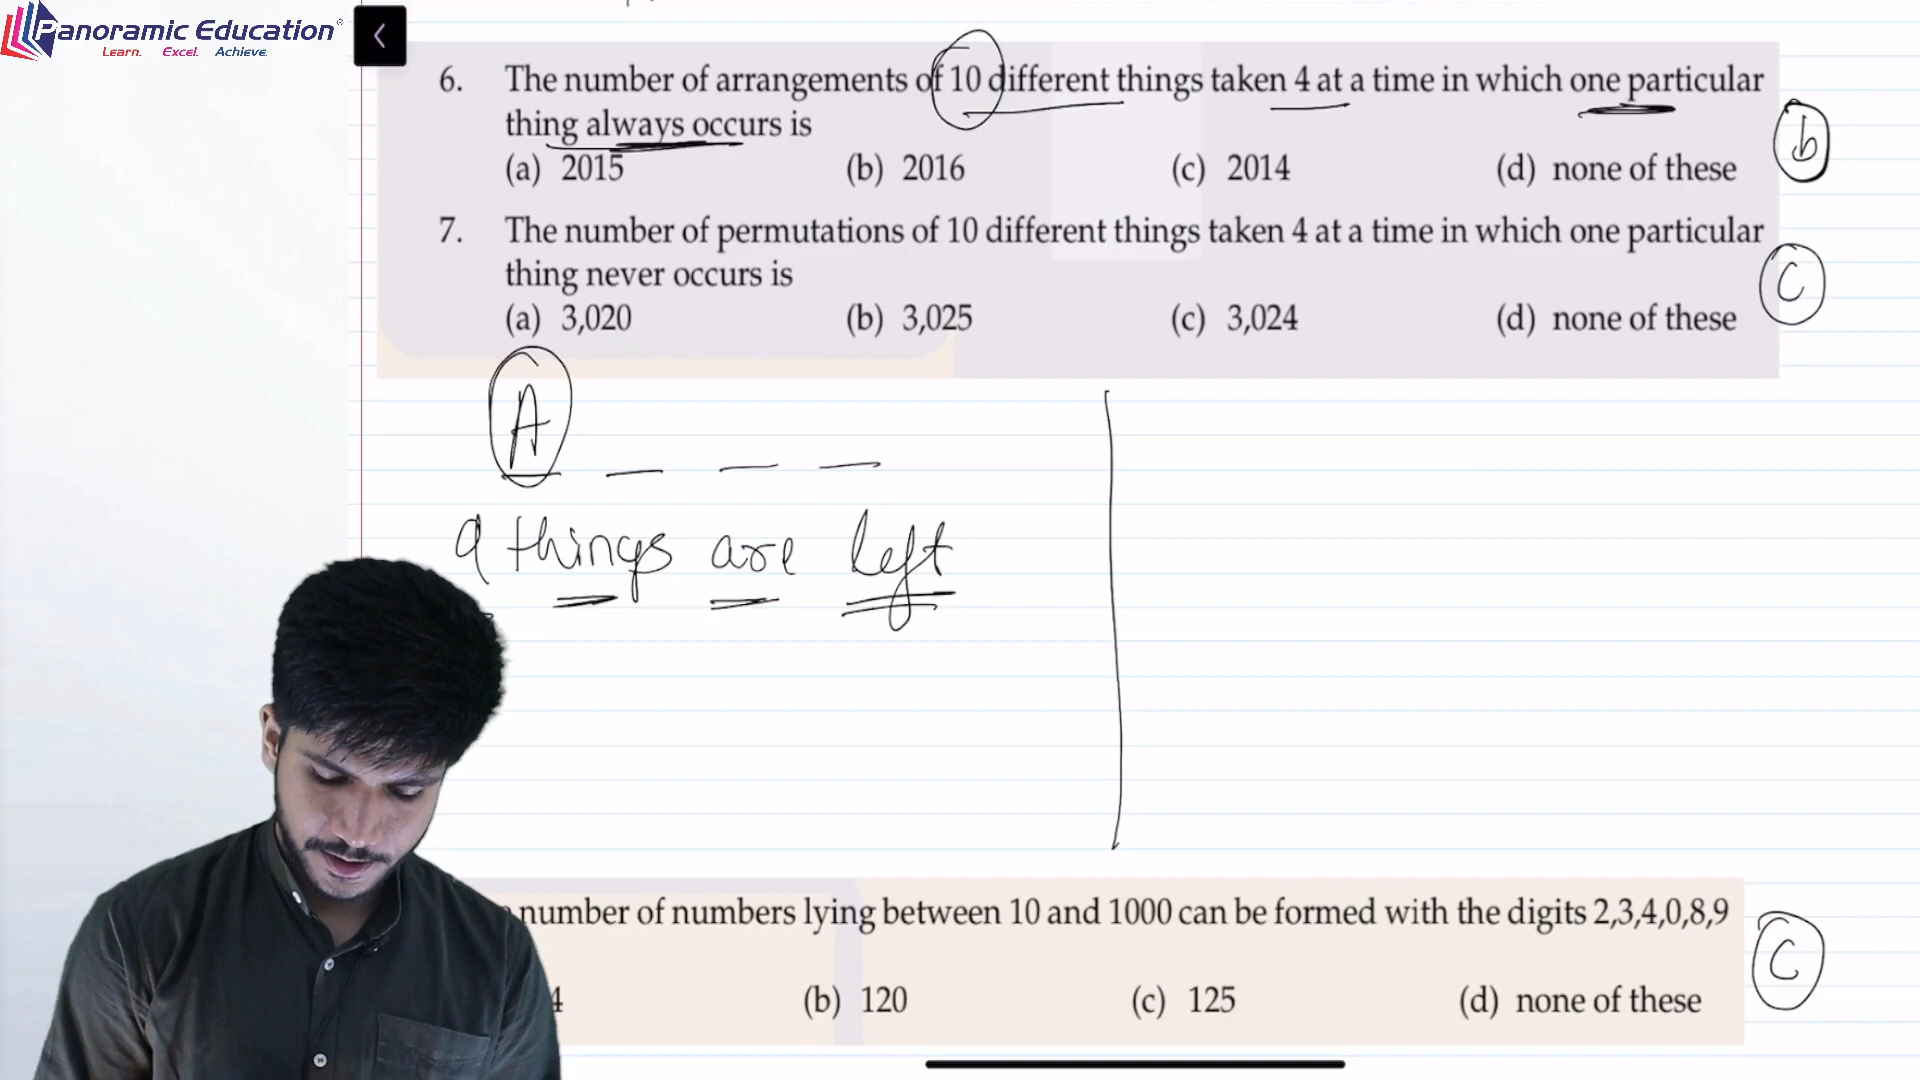 Panoramic Education®
Learn. Excel. Achieve.
6. The number of arrangements of 10 different things taken 4 at a time in which one particular
thing always occurs is
(a) 2015 (b) 2016 (c) 2014 (d) none of these
b
7. The number of permutations of 10 different things taken 4 at a time in which one particular
thing never occurs is
(a) 3,020 (b) 3,025 (c) 3,024 (d) none of these
C
A
9 things are left
number of numbers lying between 10 and 1000 can be formed with the digits 2,3,4,0,8,9
C
4 (b) 120 (c) 125 (d) none of these